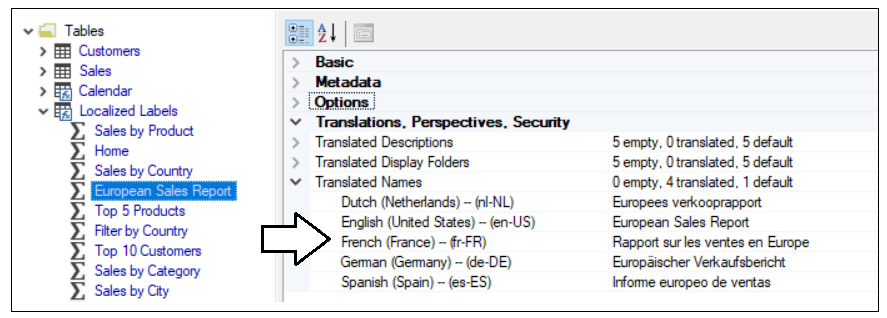 Tables
Customers
Sales
Calendar
Localized Labels
Sales by Product
Home
Sales by Country
European Sales Report
Top 5 Products
Filter by Country
Top 10 Customers
Sales by Category
Sales by City
Basic
Metadata
Options
Translations, Perspectives, Security
Translated Descriptions 5 empty, 0 translated, 5 default
Translated Display Folders 5 empty, 0 translated, 5 default
Translated Names 0 empty, 4 translated, 1 default
Dutch (Netherlands) -- (nl-NL) Europees verkooprapport
English (United States) -- (en-US) European Sales Report
French (France) -- (fr-FR) Rapport sur les ventes en Europe
German (Germany) -- (de-DE) Europäischer Verkaufsbericht
Spanish (Spain) -- (es-ES) Informe europeo de ventas